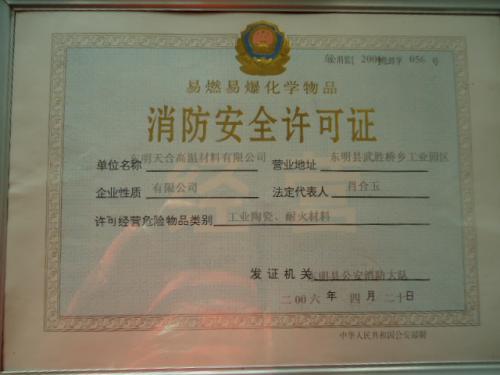 易燃易爆化学物品
消防安全许可证
单位名称 东明天合高温材料有限公司 营业地址 东明县武胜桥乡工业园区
企业性质 有限公司 法定代表人 肖合玉
许可经营危险物品类别 工业陶瓷、耐火材料
发证机关 东明县公安消防大队
二00六 年 四 月 二十 日
中华人民共和国公安部制